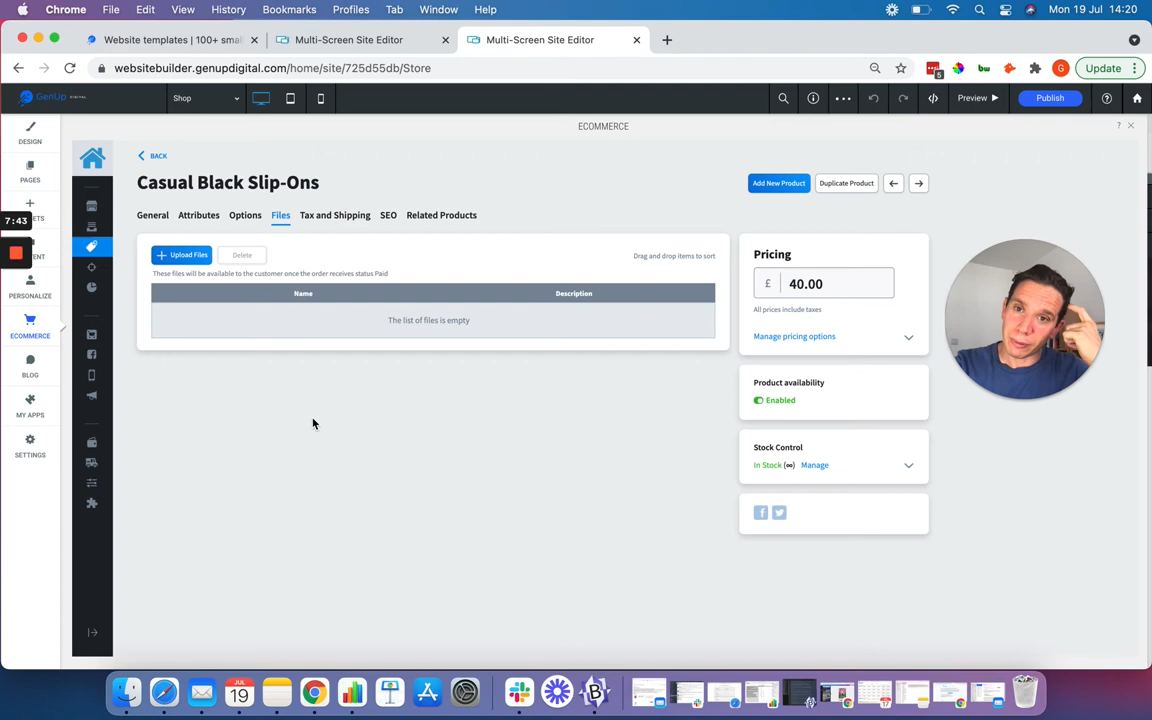 Chrome File Edit View History Bookmarks Profiles Tab Window Help Mon 19 Jul 14:20
Website templates | 100+ sma
Multi-Screen Site Editor
Multi-Screen Site Editor
websitebuilder.genupdigital.com/home/site/725d55db/Store
5
bw
G
Update
GenUp DIGITAL
Shop
Preview
Publish
ECOMMERCE
DESIGN
PAGES
7:43
ETS
ENT
PERSONALIZE
ECOMMERCE
BLOG
MY APPS
SETTINGS
BACK
Casual Black Slip-Ons
Add New Product
Duplicate Product
General Attributes Options Files Tax and Shipping SEO Related Products
Upload Files
Delete
Drag and drop items to sort
These files will be available to the customer once the order receives status Paid
Name Description
The list of files is empty
Pricing
£ 40.00
All prices include taxes
Manage pricing options
Product availability
Enabled
Stock Control
In Stock (∞) Manage
JUL
19
17